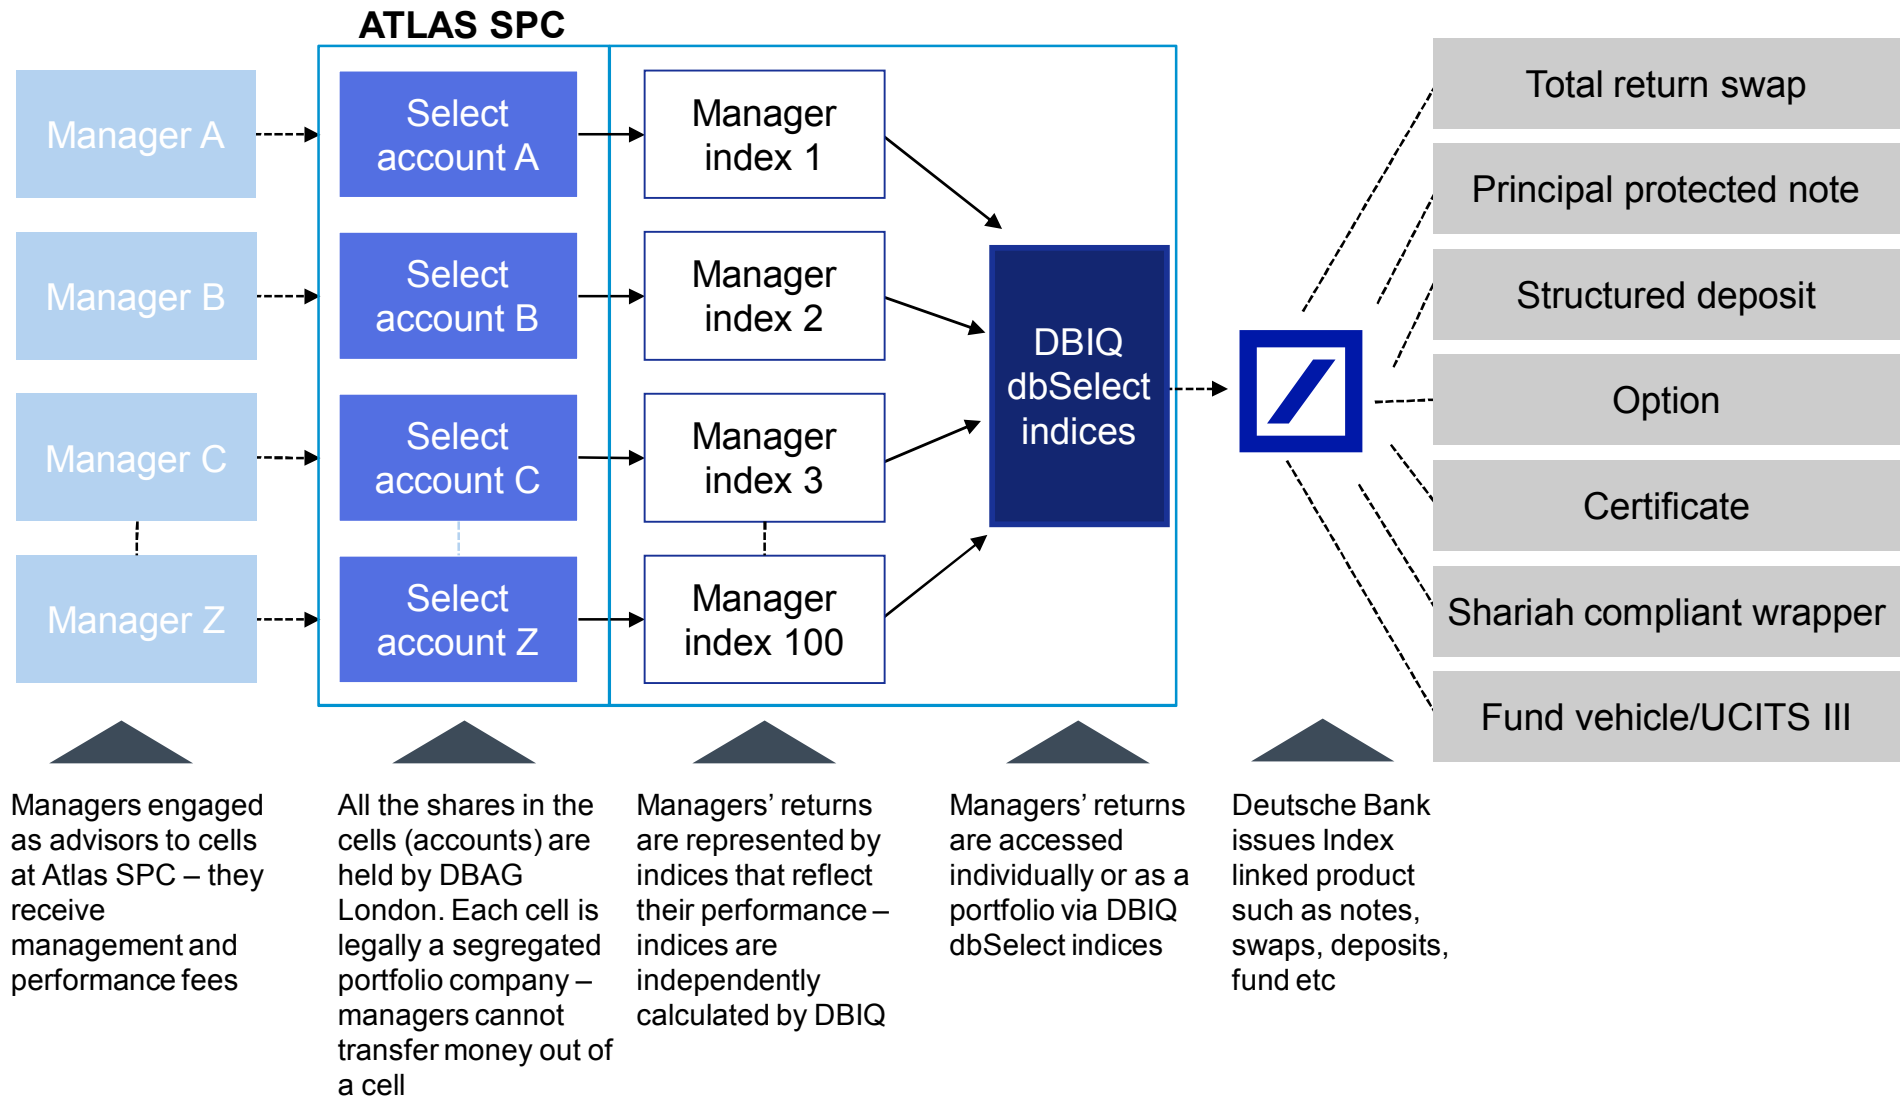 ATLAS SPC
Manager A
Select
account A
Manager
index 1
Manager B
Select
account B
Manager
index 2
Manager C
Select
account C
Manager
index 3
Manager Z
Select
account Z
Manager
index 100
DBIQ
dbSelect
indices
Total return swap
Principal protected note
Structured deposit
Option
Certificate
Shariah compliant wrapper
Fund vehicle/UCITS III
Managers engaged
as advisors to cells
at Atlas SPC – they
receive
management and
performance fees
All the shares in the
cells (accounts) are
held by DBAG
London. Each cell is
legally a segregated
portfolio company –
managers cannot
transfer money out of
a cell
Managers’ returns
are represented by
indices that reflect
their performance –
indices are
independently
calculated by DBIQ
Managers’ returns
are accessed
individually or as a
portfolio via DBIQ
dbSelect indices
Deutsche Bank
issues Index
linked product
such as notes,
swaps, deposits,
fund etc